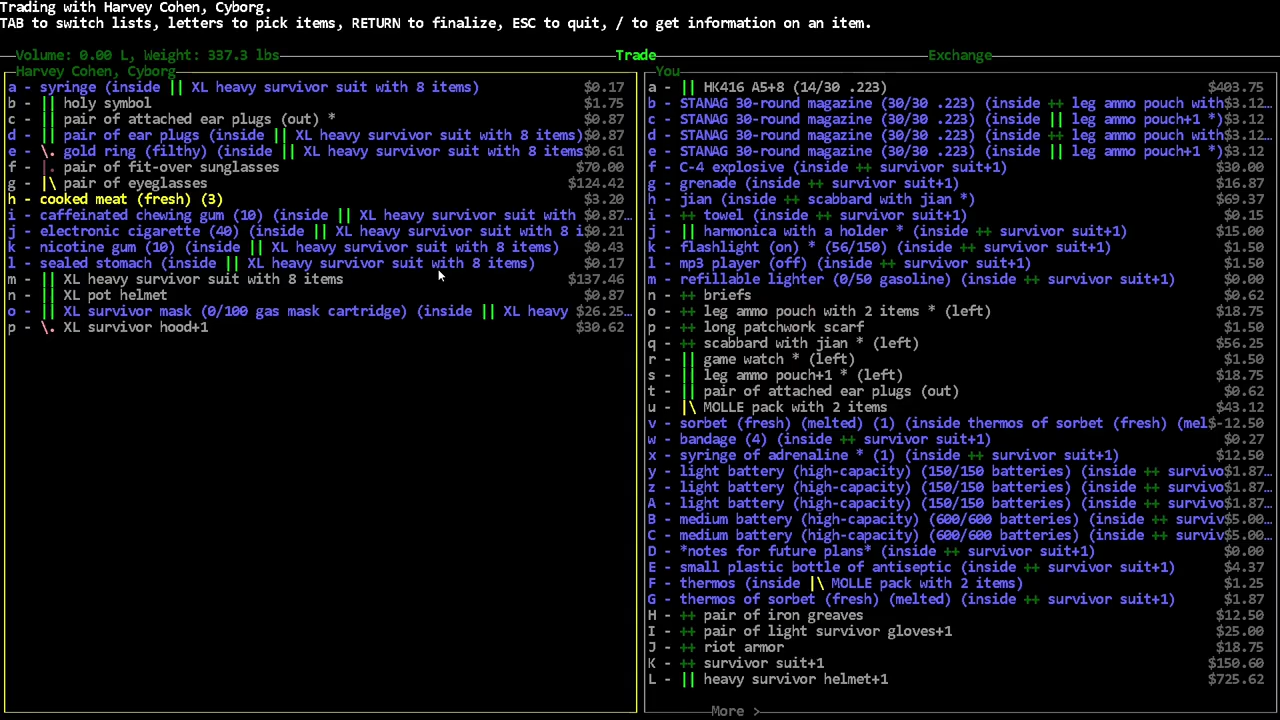 Trading with Harvey Cohen, Cyborg.
TAB to switch lists, letters to pick items, RETURN to finalize, ESC to quit, / to get information on an item.
Volume: 0.00 L, Weight: 337.3 lbs Trade Exchange
Harvey Cohen, Cyborg
a - syringe (inside || XL heavy survivor suit with 8 items) $0.17
b - || holy symbol $1.75
c - || pair of attached ear plugs (out) * $0.87
d - || pair of ear plugs (inside || XL heavy survivor suit with 8 items) $0.87
e - \. gold ring (filthy) (inside || XL heavy survivor suit with 8 items $0.61
f - |. pair of fit-over sunglasses $70.00
g - |\ pair of eyeglasses $124.42
h - cooked meat (fresh) (3) $3.20
i - caffeinated chewing gum (10) (inside || XL heavy survivor suit with $0.87…
j - electronic cigarette (40) (inside || XL heavy survivor suit with 8 i$0.21
k - nicotine gum (10) (inside || XL heavy survivor suit with 8 items) $0.43
l - sealed stomach (inside || XL heavy survivor suit with 8 items) $0.17
m - || XL heavy survivor suit with 8 items $137.46
n - || XL pot helmet $0.87
o - || XL survivor mask (0/100 gas mask cartridge) (inside || XL heavy $26.25…
p - \. XL survivor hood+1 $30.62
You
a - || HK416 A5+8 (14/30 .223) $403.75
b - STANAG 30-round magazine (30/30 .223) (inside ++ leg ammo pouch with$3.12…
c - STANAG 30-round magazine (30/30 .223) (inside || leg ammo pouch+1 *) $3.12
d - STANAG 30-round magazine (30/30 .223) (inside ++ leg ammo pouch with$3.12…
e - STANAG 30-round magazine (30/30 .223) (inside || leg ammo pouch+1 *)$3.12
f - C-4 explosive (inside ++ survivor suit+1) $30.00
g - grenade (inside ++ survivor suit+1) $16.87
h - jian (inside ++ scabbard with jian *) $69.37
i - ++ towel (inside ++ survivor suit+1) $0.15
j - || harmonica with a holder * (inside ++ survivor suit+1) $15.00
k - flashlight (on) * (56/150) (inside ++ survivor suit+1) $1.50
l - mp3 player (off) (inside ++ survivor suit+1) $1.50
m - refillable lighter (0/50 gasoline) (inside ++ survivor suit+1) $0.00
n - ++ briefs $0.62
o - ++ leg ammo pouch with 2 items * (left) $18.75
p - ++ long patchwork scarf $1.50
q - ++ scabbard with jian * (left) $56.25
r - || game watch * (left) $1.50
s - || leg ammo pouch+1 * (left) $18.75
t - || pair of attached ear plugs (out) $0.62
u - |\ MOLLE pack with 2 items $43.12
v - sorbet (fresh) (melted) (1) (inside thermos of sorbet (fresh) (mel$-12.50
w - bandage (4) (inside ++ survivor suit+1) $0.27
x - syringe of adrenaline * (1) (inside ++ survivor suit+1) $12.50
y - light battery (high-capacity) (150/150 batteries) (inside ++ survivo$1.87…
z - light battery (high-capacity) (150/150 batteries) (inside ++ survivo$1.87…
A - light battery (high-capacity) (150/150 batteries) (inside ++ survivo$1.87…
B - medium battery (high-capacity) (600/600 batteries) (inside ++ surviv$5.00…
C - medium battery (high-capacity) (600/600 batteries) (inside ++ surviv$5.00…
D - *notes for future plans* (inside ++ survivor suit+1) $0.00
E - small plastic bottle of antiseptic (inside ++ survivor suit+1) $4.37
F - thermos (inside |\ MOLLE pack with 2 items) $1.25
G - thermos of sorbet (fresh) (melted) (inside ++ survivor suit+1) $1.87
H - ++ pair of iron greaves $12.50
I - ++ pair of light survivor gloves+1 $25.00
J - ++ riot armor $18.75
K - ++ survivor suit+1 $150.60
L - || heavy survivor helmet+1 $725.62
More >